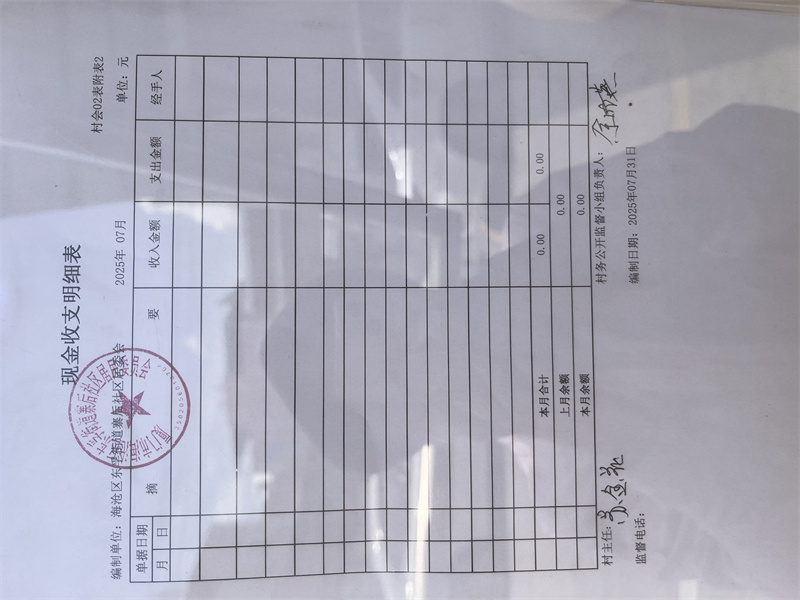 现金收支明细表
村会02表附表2
编制单位：海沧区东孚街道寨后社区居委会 2025年 07月 单位：元
单据日期 摘 要 收入金额 支出金额 经手人
月 日
本月合计 0.00 0.00
上月余额 0.00
本月余额 0.00
村主任： 村务公开监督小组负责人：
监督电话： 编制日期：2025年07月31日